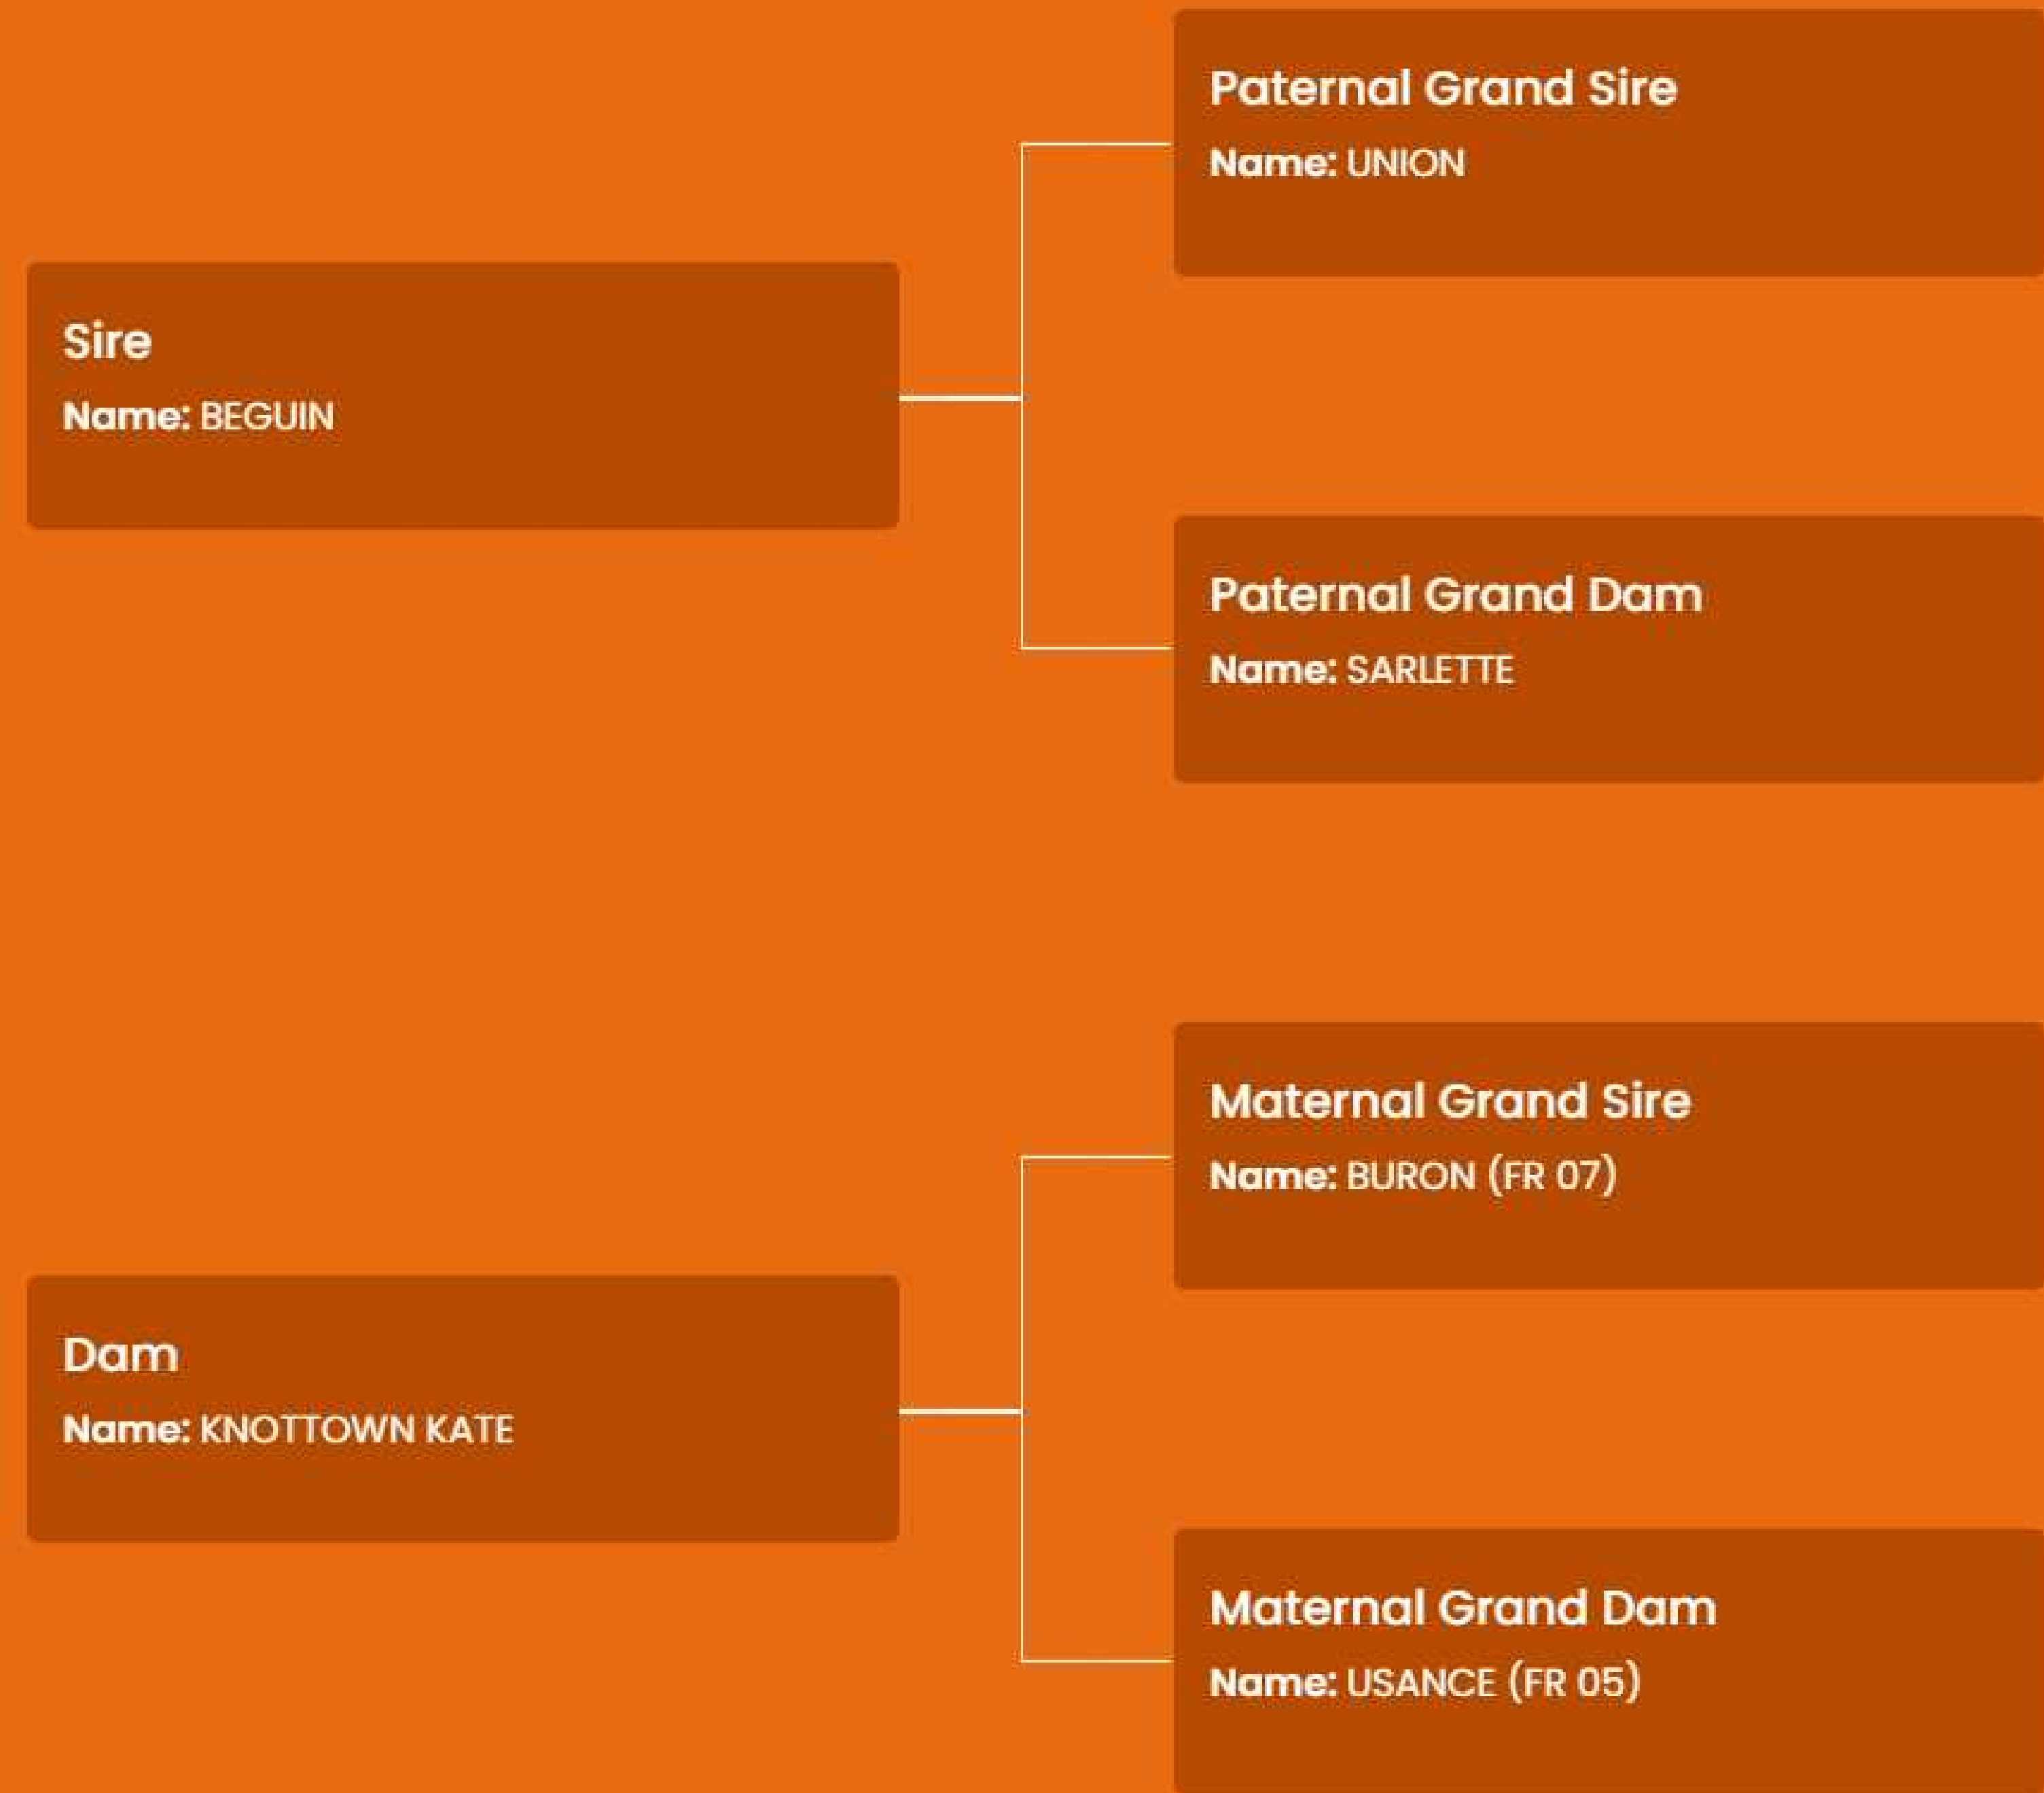 Paternal Grand Sire
Name: UNION
Sire
Name: BEGUIN
Paternal Grand Dam
Name: SARLETTE
Maternal Grand Sire
Name: BURON (FR 07)
Dam
Name: KNOTTOWN KATE
Maternal Grand Dam
Name: USANCE (FR 05)